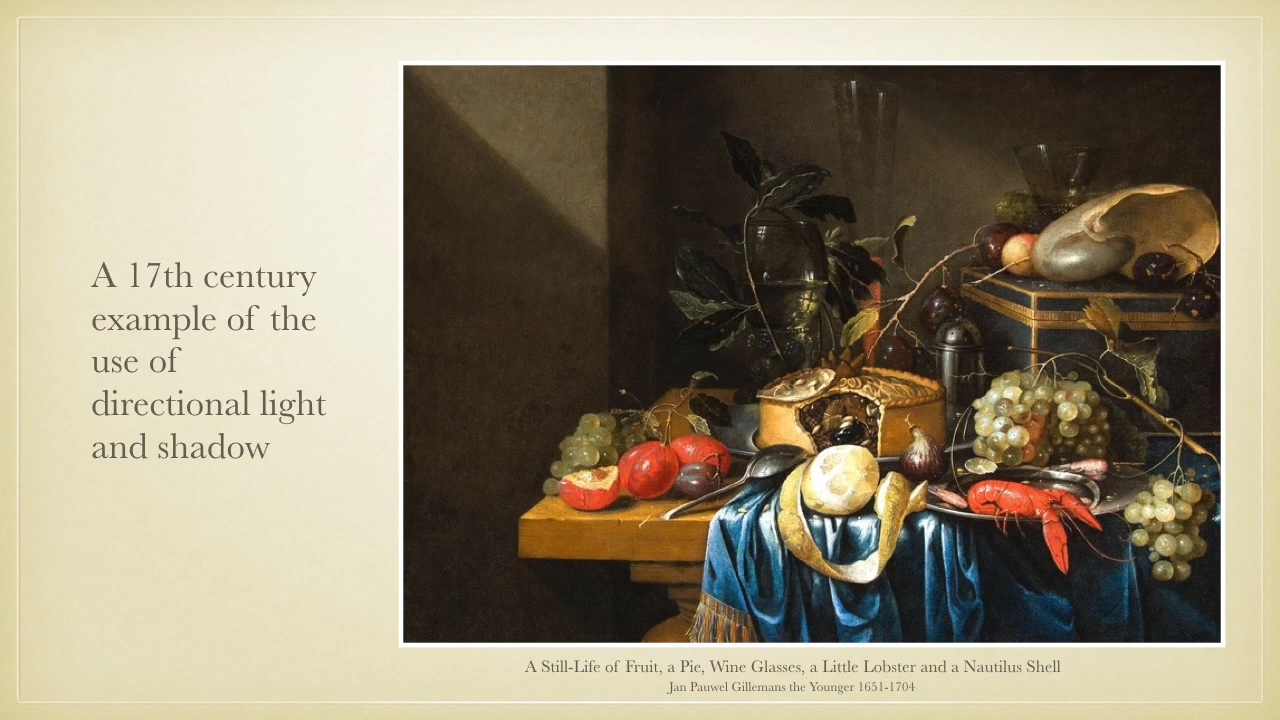 A 17th century
example of the
use of
directional light
and shadow
A Still-Life of Fruit, a Pie, Wine Glasses, a Little Lobster and a Nautilus Shell
Jan Pauwel Gillemans the Younger 1651-1704